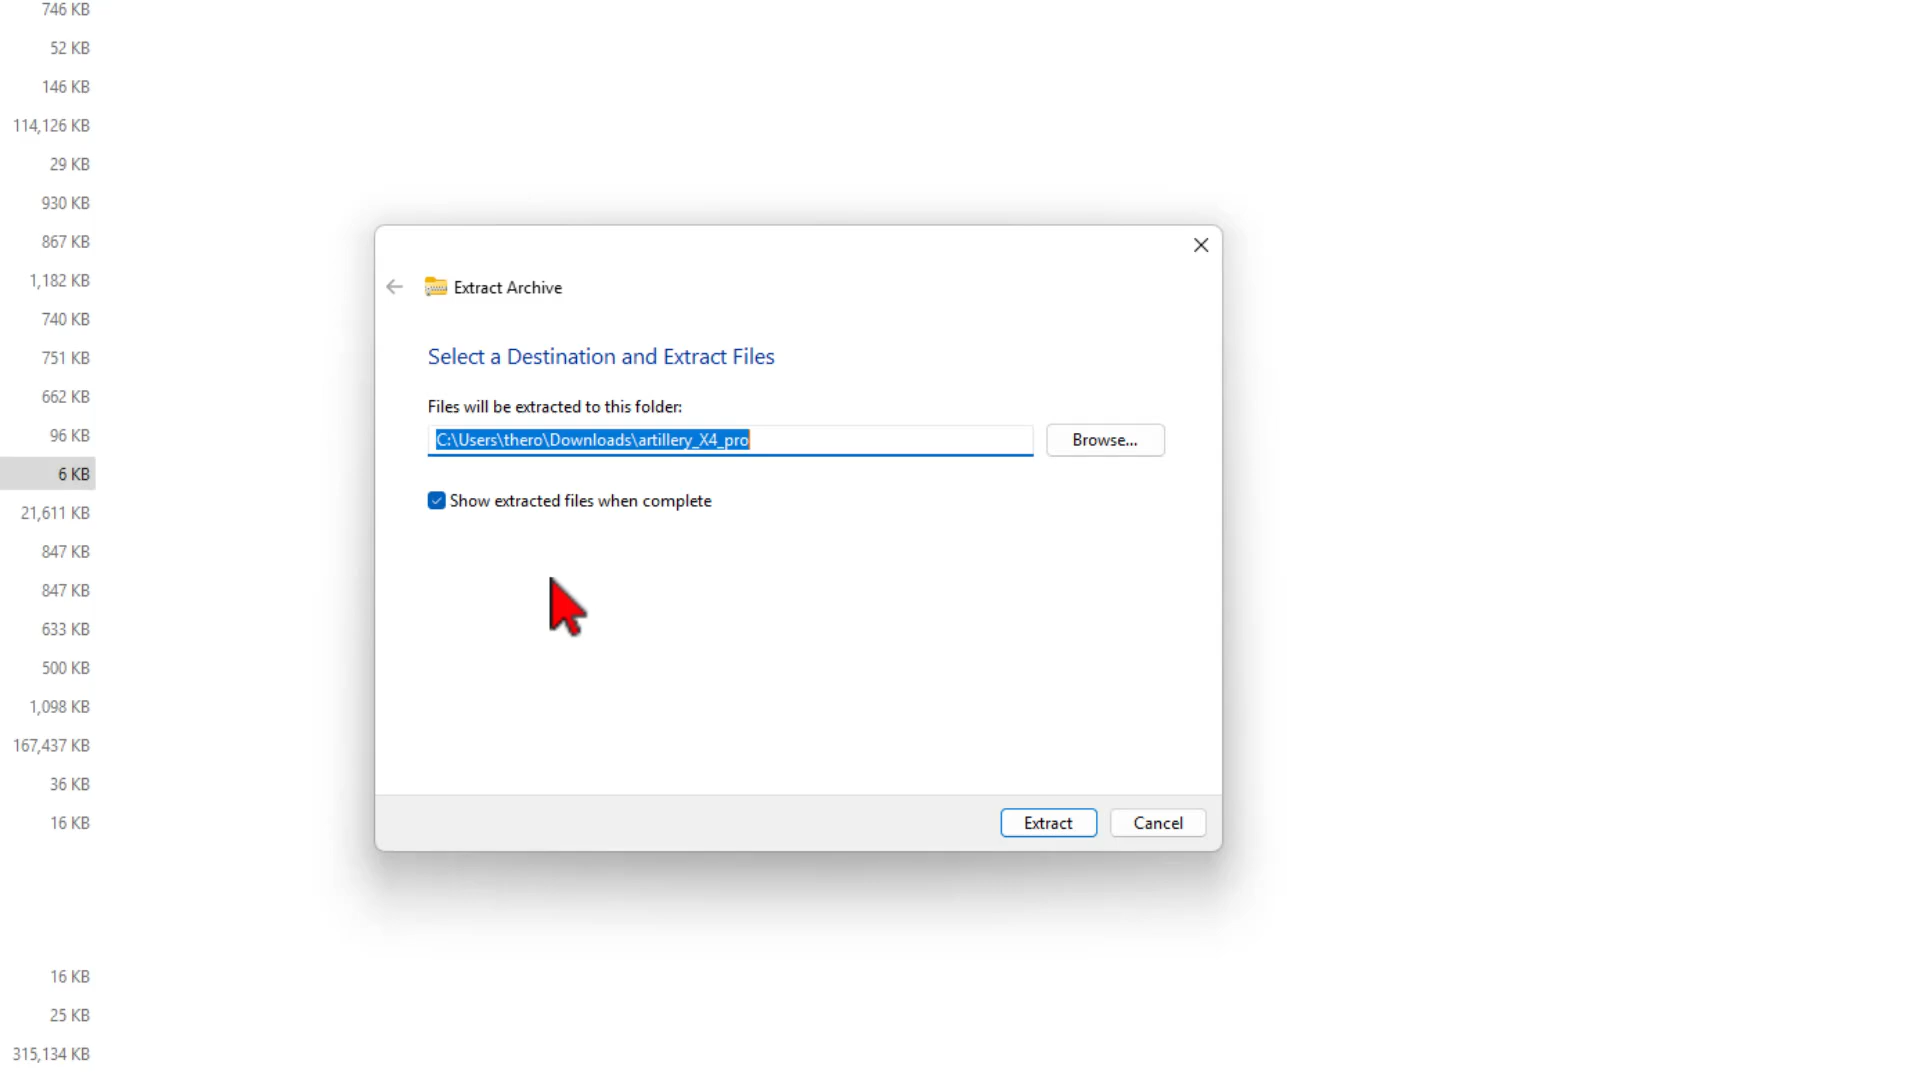 746 KB
52 KB
146 KB
114,126 KB
29 KB
930 KB
867 KB
1,182 KB
740 KB
751 KB
662 KB
96 KB
6 KB
21,611 KB
847 KB
847 KB
633 KB
500 KB
1,098 KB
167,437 KB
36 KB
16 KB
16 KB
25 KB
315,134 KB
Extract Archive
Select a Destination and Extract Files
Files will be extracted to this folder:
C:\Users\thero\Downloads\artillery_X4_pro
Browse...
Show extracted files when complete
Extract
Cancel